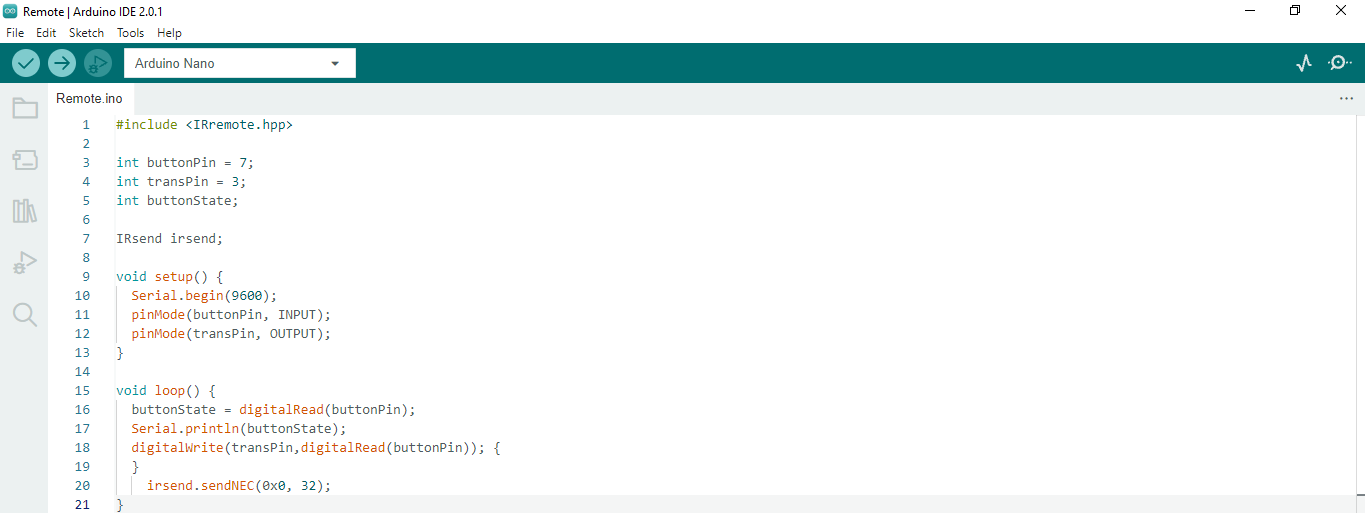 Remote | Arduino IDE 2.0.1
File Edit Sketch Tools Help
Arduino Nano
Remote.ino
1 #include <IRremote.hpp>
2
3 int buttonPin = 7;
4 int transPin = 3;
5 int buttonState;
6
7 IRsend irsend;
8
9 void setup() {
10 Serial.begin(9600);
11 pinMode(buttonPin, INPUT);
12 pinMode(transPin, OUTPUT);
13 }
14
15 void loop() {
16 buttonState = digitalRead(buttonPin);
17 Serial.println(buttonState);
18 digitalWrite(transPin,digitalRead(buttonPin)); {
19 }
20 irsend.sendNEC(0x0, 32);
21 }